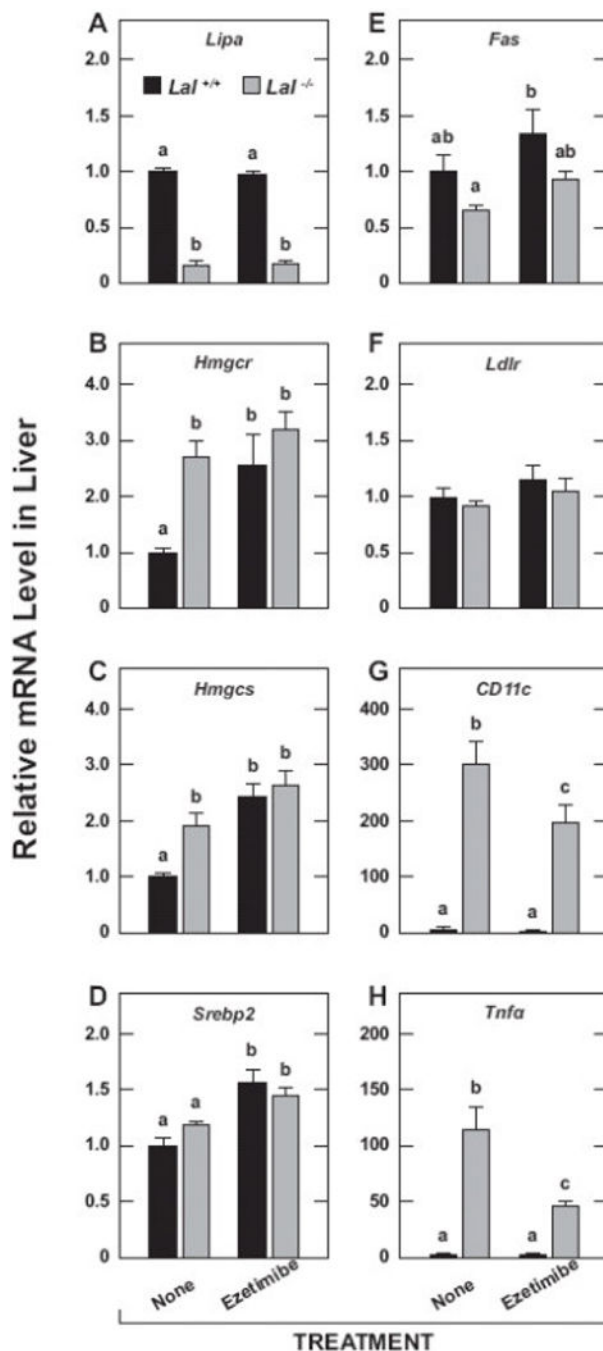 Relative mRNA Level in Liver
A
Lipa
2.0
1.5
1.0
0.5
0
Lal +/+
Lal -/-
a
b
a
b
E
Fas
2.0
1.5
1.0
0.5
0
ab
a
b
ab
B
Hmgcr
4.0
3.0
2.0
1.0
0
a
b
b
b
F
Ldlr
2.0
1.5
1.0
0.5
0
C
Hmgcs
4.0
3.0
2.0
1.0
0
a
b
b
b
G
CD11c
400
300
200
100
0
a
b
a
c
D
Srebp2
2.0
1.5
1.0
0.5
0
a
a
b
b
None
Ezetimibe
H
Tnfα
200
150
100
50
0
a
b
a
c
None
Ezetimibe
TREATMENT